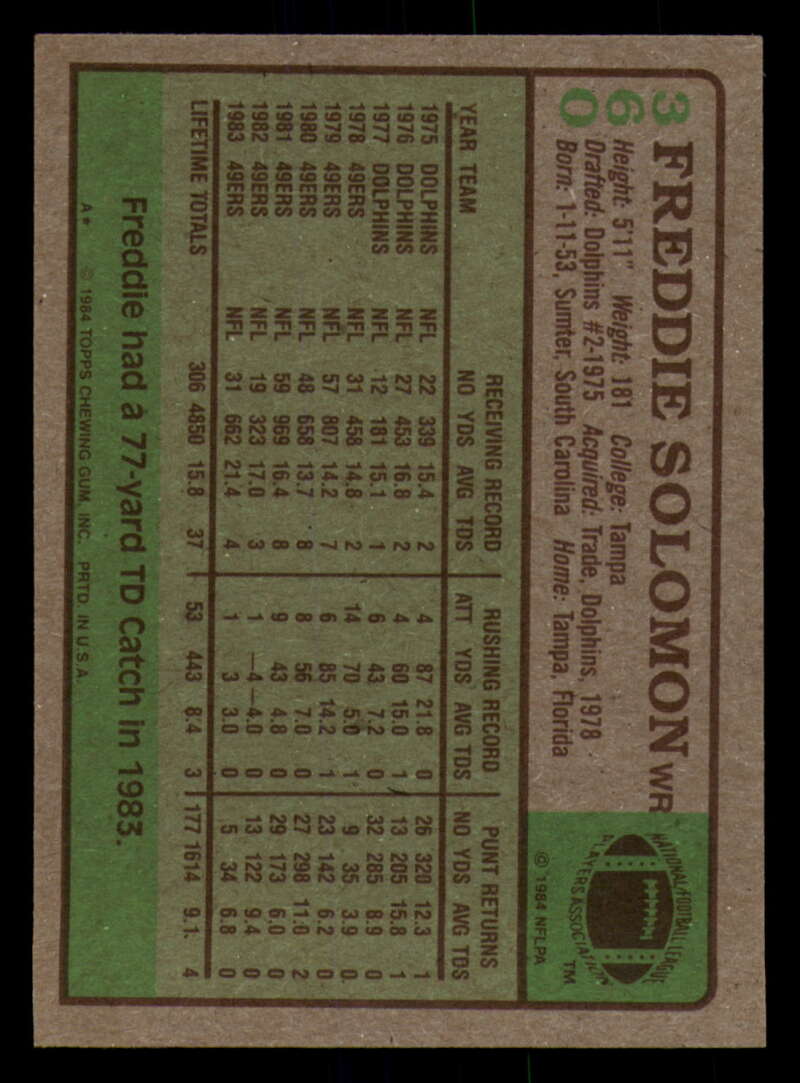 360
FREDDIE SOLOMON WR
Height: 5'11" Weight: 181 College: Tampa
Drafted: Dolphins #2-1975 Acquired: Trade, Dolphins, 1978
Born: 1-11-53, Sumter, South Carolina Home: Tampa, Florida
NATIONAL FOOTBALL LEAGUE
PLAYERS ASSOCIATION
TM
© 1984 NFLPA
RECEIVING RECORD RUSHING RECORD PUNT RETURNS
YEAR TEAM NO YDS AVG TDS ATT YDS AVG TDS NO YDS AVG TDS
1975 DOLPHINS NFL 22 339 15.4 2 4 87 21.8 0 26 320 12.3 1
1976 DOLPHINS NFL 27 453 16.8 2 4 60 15.0 1 13 205 15.8 1
1977 DOLPHINS NFL 12 181 15.1 1 6 43 7.2 0 32 285 8.9 0
1978 49ERS NFL 31 458 14.8 2 14 70 5.0 1 9 35 3.9 0
1979 49ERS NFL 57 807 14.2 7 6 85 14.2 1 23 142 6.2 0
1980 49ERS NFL 48 658 13.7 8 8 56 7.0 0 27 298 11.0 2
1981 49ERS NFL 59 969 16.4 8 9 43 4.8 0 29 173 6.0 0
1982 49ERS NFL 19 323 17.0 3 1 —4 —4.0 0 13 122 9.4 0
1983 49ERS NFL 31 662 21.4 4 1 3 3.0 0 5 34 6.8 0
LIFETIME TOTALS 306 4850 15.8 37 53 443 8.4 3 177 1614 9.1 4
Freddie had a 77-yard TD Catch in 1983.
A* © 1984 TOPPS CHEWING GUM, INC. PRTD. IN U.S.A.